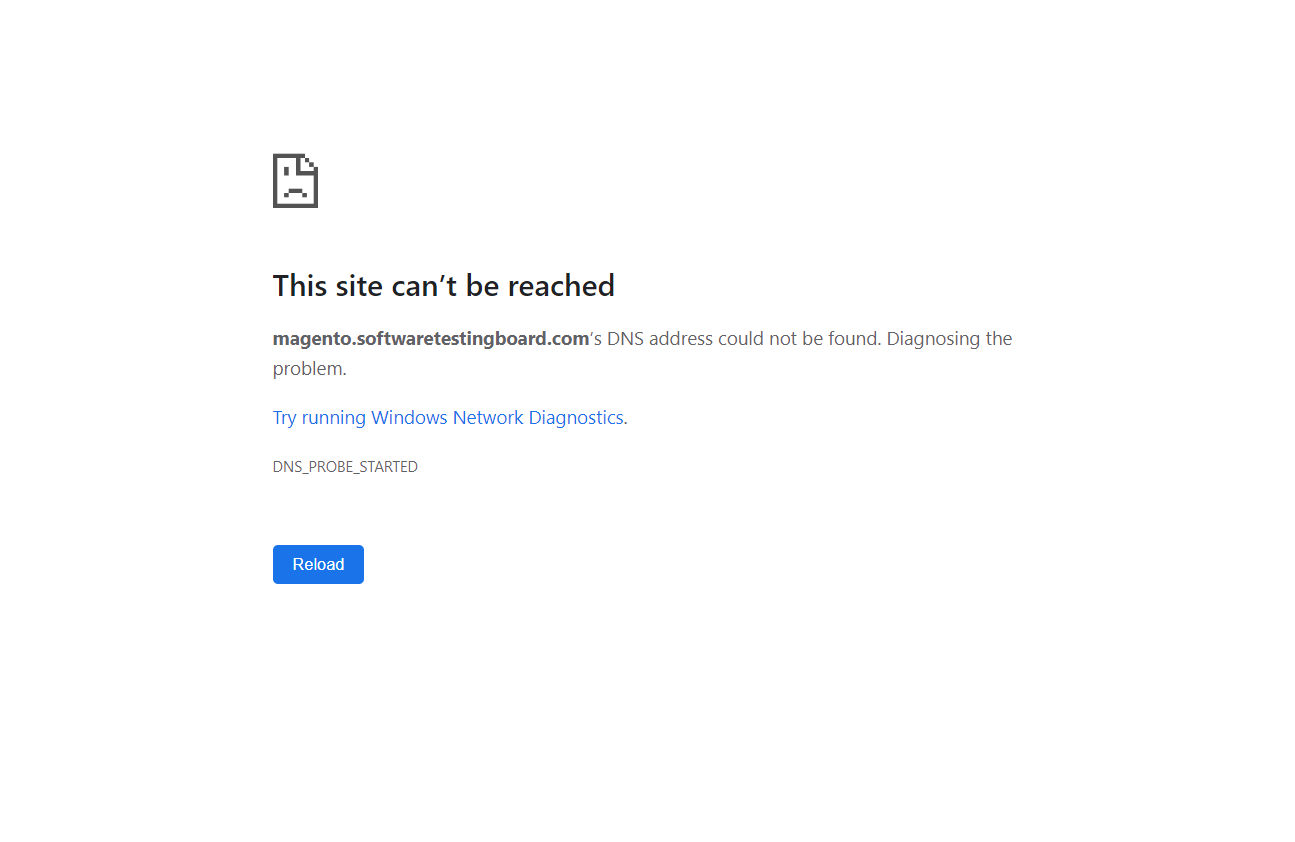 This site can’t be reached
magento.softwaretestingboard.com’s DNS address could not be found. Diagnosing the
problem.
Try running Windows Network Diagnostics.
DNS_PROBE_STARTED
Reload